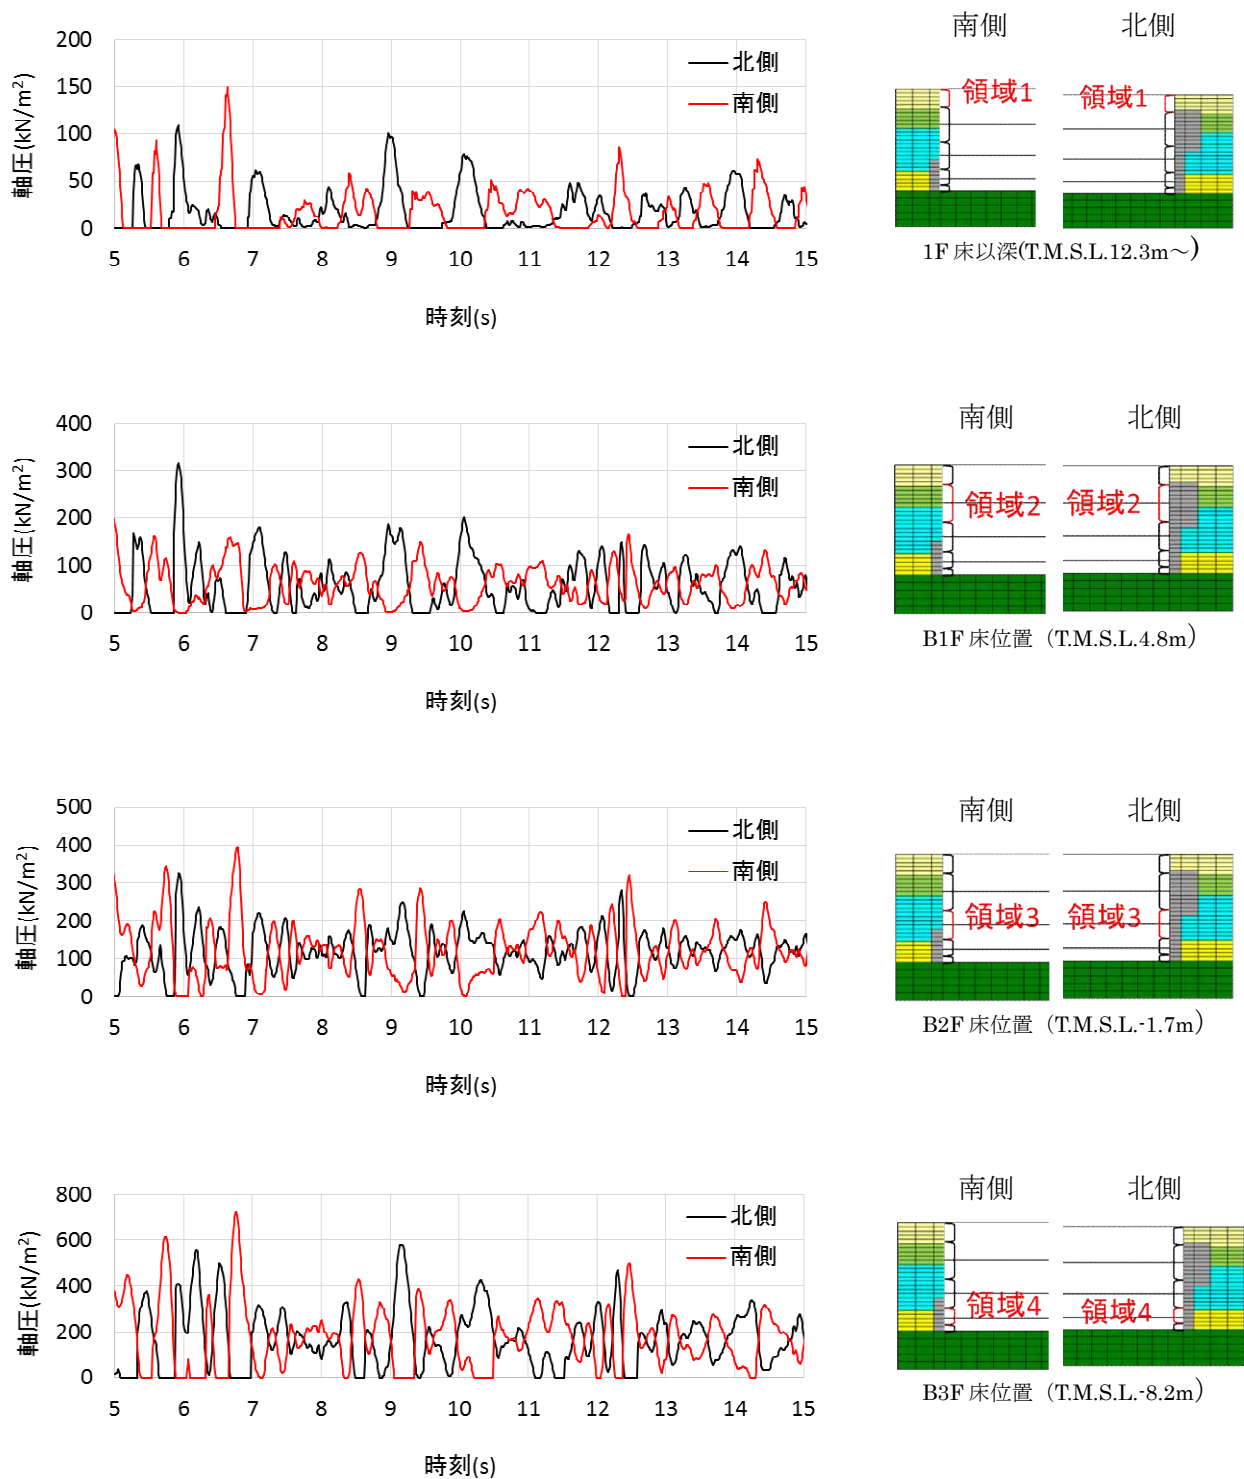 南側 北側
200
150
100
50
0
軸圧(kN/m²)
北側
南側
5 6 7 8 9 10 11 12 13 14 15
時刻(s)
領域1 領域1
1F 床以深(T.M.S.L.12.3m～)
南側 北側
400
300
200
100
0
軸圧(kN/m²)
北側
南側
5 6 7 8 9 10 11 12 13 14 15
時刻(s)
領域2 領域2
B1F 床位置（T.M.S.L.4.8m）
南側 北側
500
400
300
200
100
0
軸圧(kN/m²)
北側
南側
5 6 7 8 9 10 11 12 13 14 15
時刻(s)
領域3 領域3
B2F 床位置（T.M.S.L.-1.7m）
南側 北側
800
600
400
200
0
軸圧(kN/m²)
北側
南側
5 6 7 8 9 10 11 12 13 14 15
時刻(s)
領域4 領域4
B3F 床位置（T.M.S.L.-8.2m）